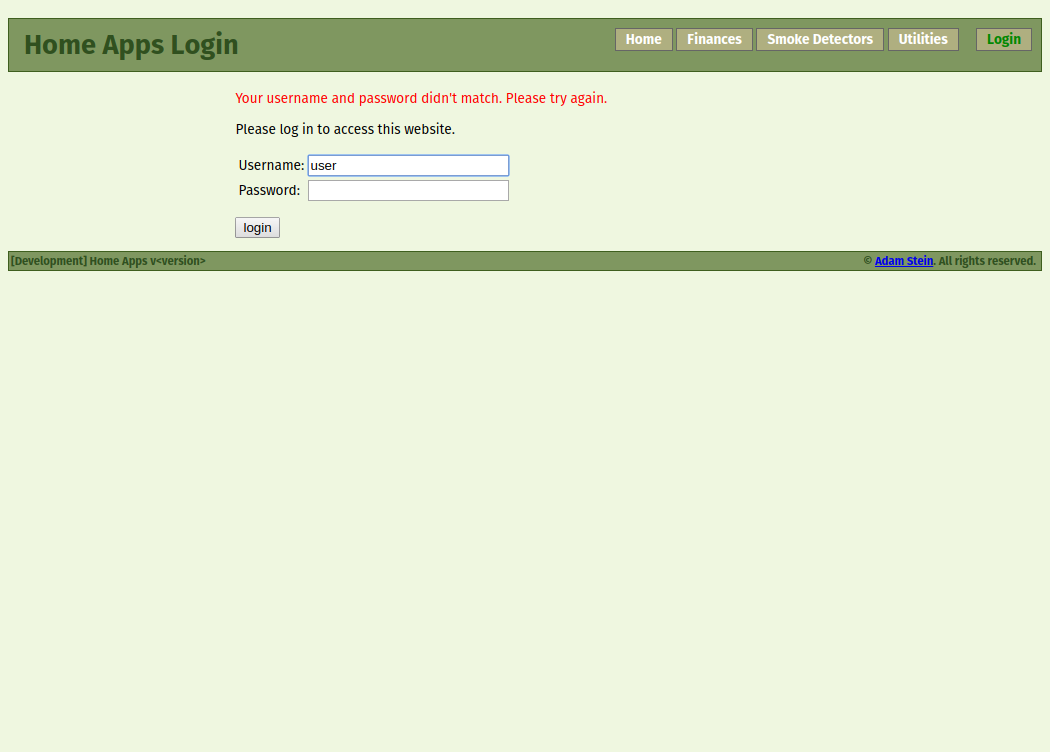 Home Apps Login
Home Finances Smoke Detectors Utilities Login
Your username and password didn't match. Please try again.
Please log in to access this website.
Username: user
Password:
login
[Development] Home Apps v<version> © Adam Stein. All rights reserved.